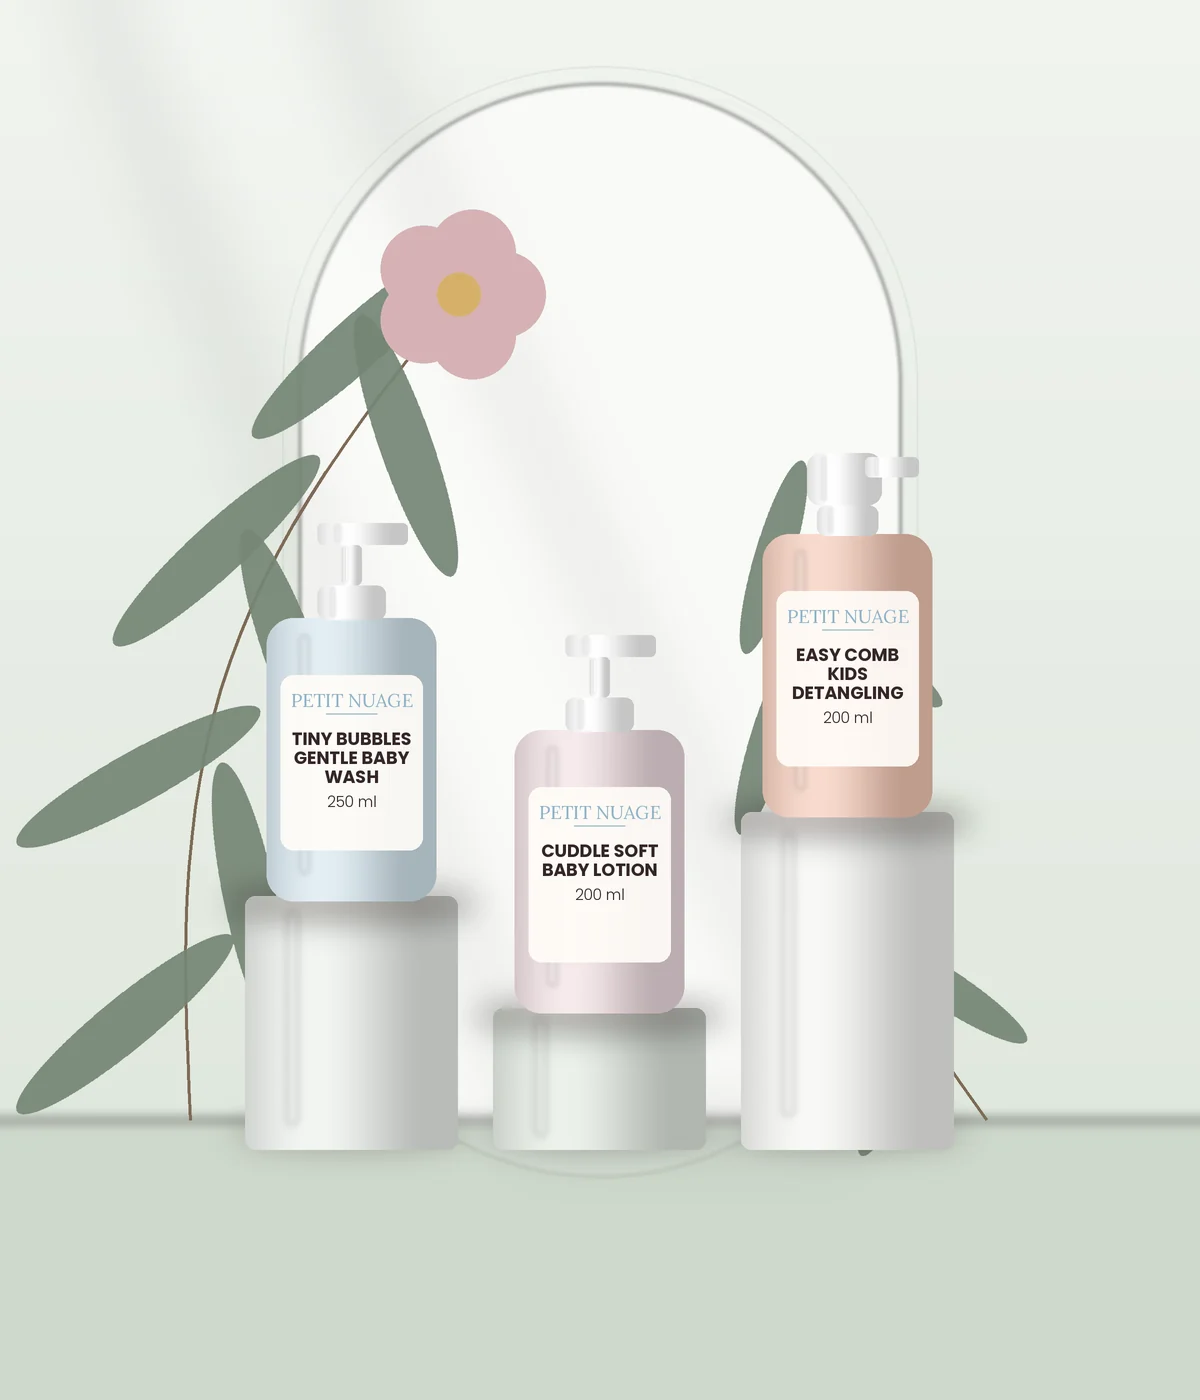 PETIT NUAGE
TINY BUBBLES
GENTLE BABY
WASH
250 ml
PETIT NUAGE
CUDDLE SOFT
BABY LOTION
200 ml
PETIT NUAGE
EASY COMB
KIDS
DETANGLING
200 ml